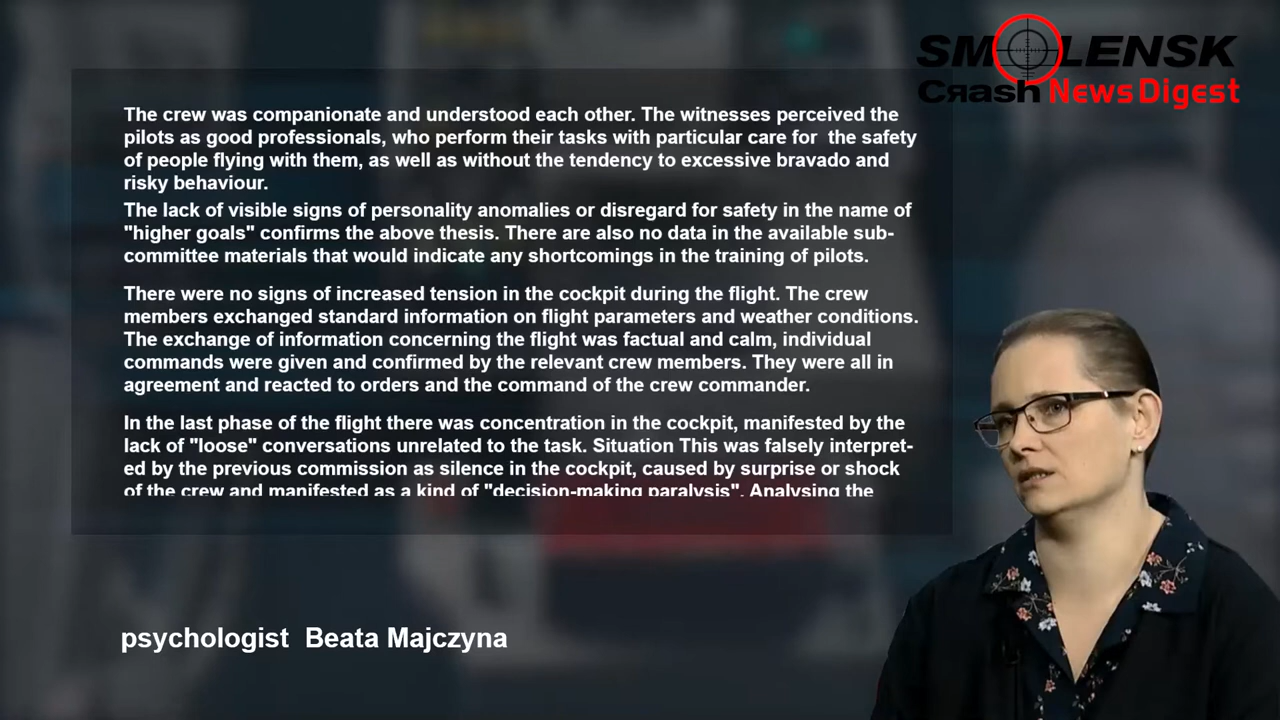 SMOLENSK
Crash News Digest
The crew was companionate and understood each other. The witnesses perceived the
pilots as good professionals, who perform their tasks with particular care for the safety
of people flying with them, as well as without the tendency to excessive bravado and
risky behaviour.
The lack of visible signs of personality anomalies or disregard for safety in the name of
"higher goals" confirms the above thesis. There are also no data in the available sub-
committee materials that would indicate any shortcomings in the training of pilots.
There were no signs of increased tension in the cockpit during the flight. The crew
members exchanged standard information on flight parameters and weather conditions.
The exchange of information concerning the flight was factual and calm, individual
commands were given and confirmed by the relevant crew members. They were all in
agreement and reacted to orders and the command of the crew commander.
In the last phase of the flight there was concentration in the cockpit, manifested by the
lack of "loose" conversations unrelated to the task. Situation This was falsely interpret-
ed by the previous commission as silence in the cockpit, caused by surprise or shock
of the crew and manifested as a kind of "decision-making paralysis". Analysing the
psychologist Beata Majczyna